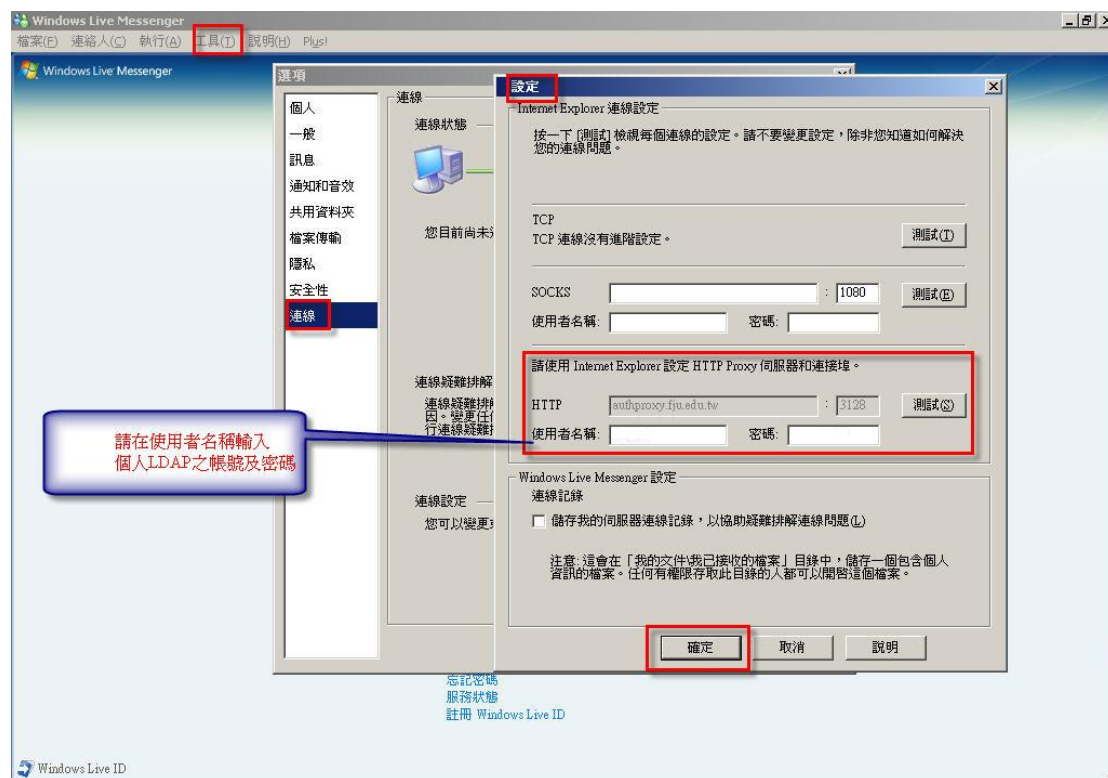 Windows Live Messenger
檔案(F) 連絡人(C) 執行(A) 工具(T) 說明(H) Plus!
Windows Live Messenger
選項
個人
一般
訊息
通知和音效
共用資料夾
檔案傳輸
隱私
安全性
連線
連線
連線狀態
您目前尚未
連線疑難排解
連線疑難排
因。變更任
行連線疑難
連線設定
您可以變更
設定
Internet Explorer 連線設定
按一下 [測試] 檢視每個連線的設定。請不要變更設定，除非您知道如何解決
您的連線問題。
TCP
TCP 連線沒有進階設定。 測試(T)
SOCKS : 1080 測試(E)
使用者名稱: 密碼:
請使用 Internet Explorer 設定 HTTP Proxy 伺服器和連接埠。
HTTP authproxy.fju.edu.tw : 3128 測試(S)
使用者名稱: 密碼:
Windows Live Messenger 設定
連線記錄
儲存我的伺服器連線記錄，以協助疑難排解連線問題(L)
注意: 這會在「我的文件\我已接收的檔案」目錄中，儲存一個包含個人
資訊的檔案。任何有權限存取此目錄的人都可以開啓這個檔案。
確定 取消 說明
請在使用者名稱輸入
個人LDAP之帳號及密碼
忘記密碼
服務狀態
註冊 Windows Live ID
Windows Live ID